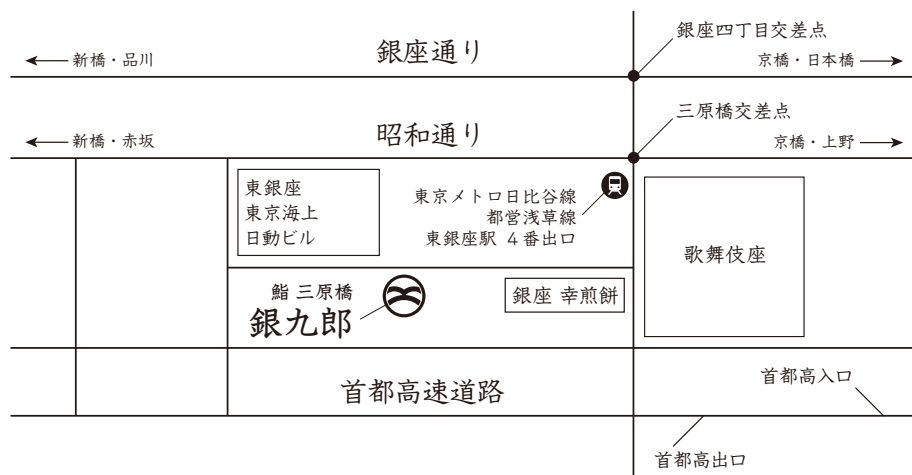 銀座通り
銀座四丁目交差点
新橋・品川
京橋・日本橋
昭和通り
三原橋交差点
新橋・赤坂
京橋・上野
東銀座
東京海上
日動ビル
東京メトロ日比谷線
都営浅草線
東銀座駅 4番出口
歌舞伎座
鮨 三原橋
銀九郎
銀座 幸煎餅
首都高速道路
首都高入口
首都高出口